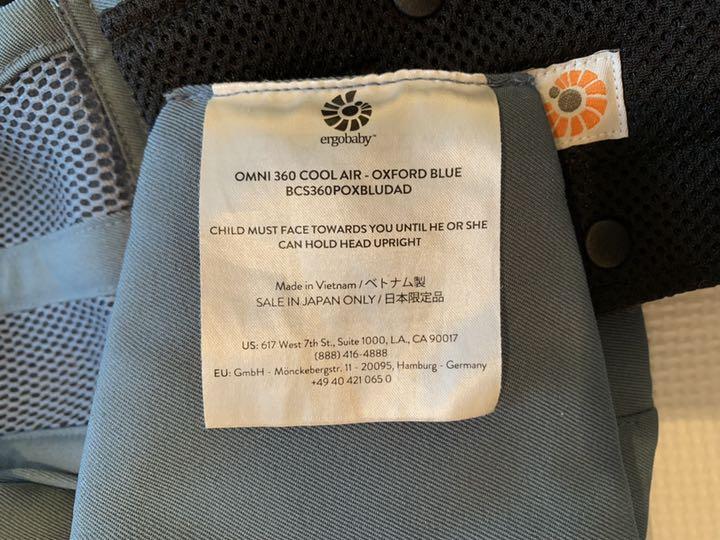 ergobaby™
OMNI 360 COOL AIR - OXFORD BLUE
BCS360POXBLUDAD
CHILD MUST FACE TOWARDS YOU UNTIL HE OR SHE
CAN HOLD HEAD UPRIGHT
Made in Vietnam / ベトナム製
SALE IN JAPAN ONLY / 日本限定品
US: 617 West 7th St., Suite 1000, L.A., CA 90017
(888) 416-4888
EU: GmbH - Mönckebergstr. 11 - 20095, Hamburg - Germany
+49 40 421 065 0